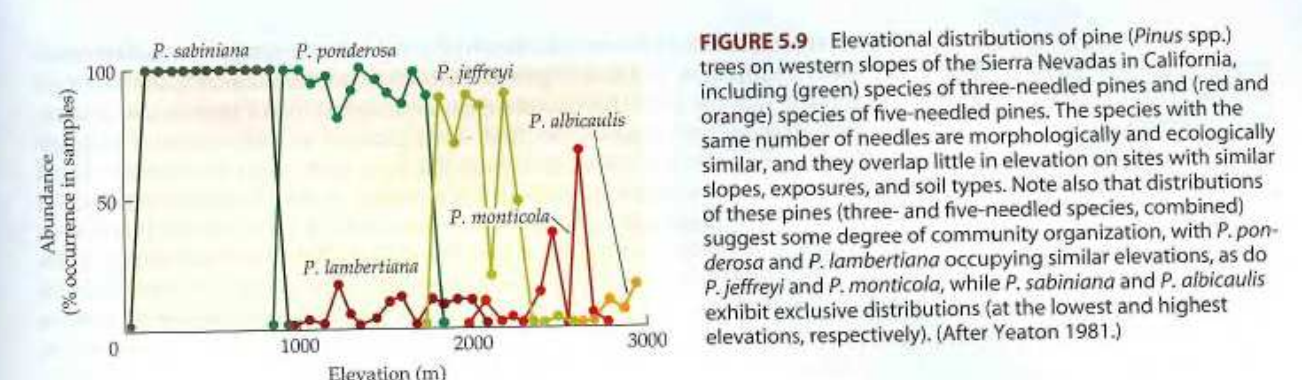 P. sabiniana
P. ponderosa
P. jeffreyi
P. albicaulis
P. monticola
P. lambertiana
100
50
0
1000
2000
3000
Abundance
(% occurrence in samples)
Elevation (m)
FIGURE 5.9 Elevational distributions of pine (Pinus spp.)
trees on western slopes of the Sierra Nevadas in California,
including (green) species of three-needled pines and (red and
orange) species of five-needled pines. The species with the
same number of needles are morphologically and ecologically
similar, and they overlap little in elevation on sites with similar
slopes, exposures, and soil types. Note also that distributions
of these pines (three- and five-needled species, combined)
suggest some degree of community organization, with P. pon-
derosa and P. lambertiana occupying similar elevations, as do
P. jeffreyi and P. monticola, while P. sabiniana and P. albicaulis
exhibit exclusive distributions (at the lowest and highest
elevations, respectively). (After Yeaton 1981.)